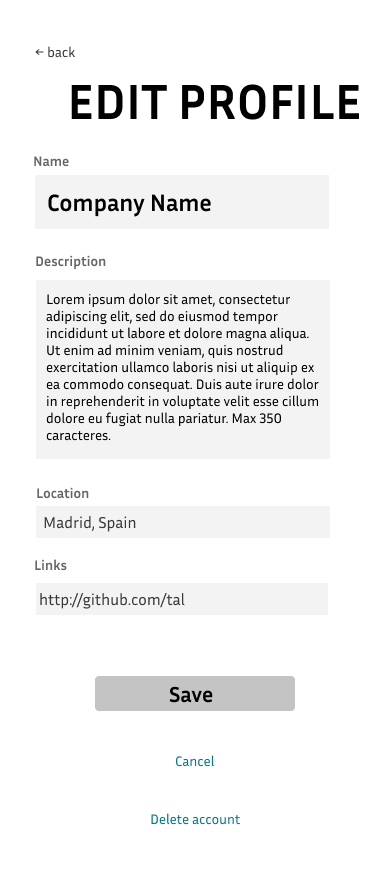 ← back
EDIT PROFILE
Name
Company Name
Description
Lorem ipsum dolor sit amet, consectetur
adipiscing elit, sed do eiusmod tempor
incididunt ut labore et dolore magna aliqua.
Ut enim ad minim veniam, quis nostrud
exercitation ullamco laboris nisi ut aliquip ex
ea commodo consequat. Duis aute irure dolor
in reprehenderit in voluptate velit esse cillum
dolore eu fugiat nulla pariatur. Max 350
caracteres.
Location
Madrid, Spain
Links
http://github.com/tal
Save
Cancel
Delete account